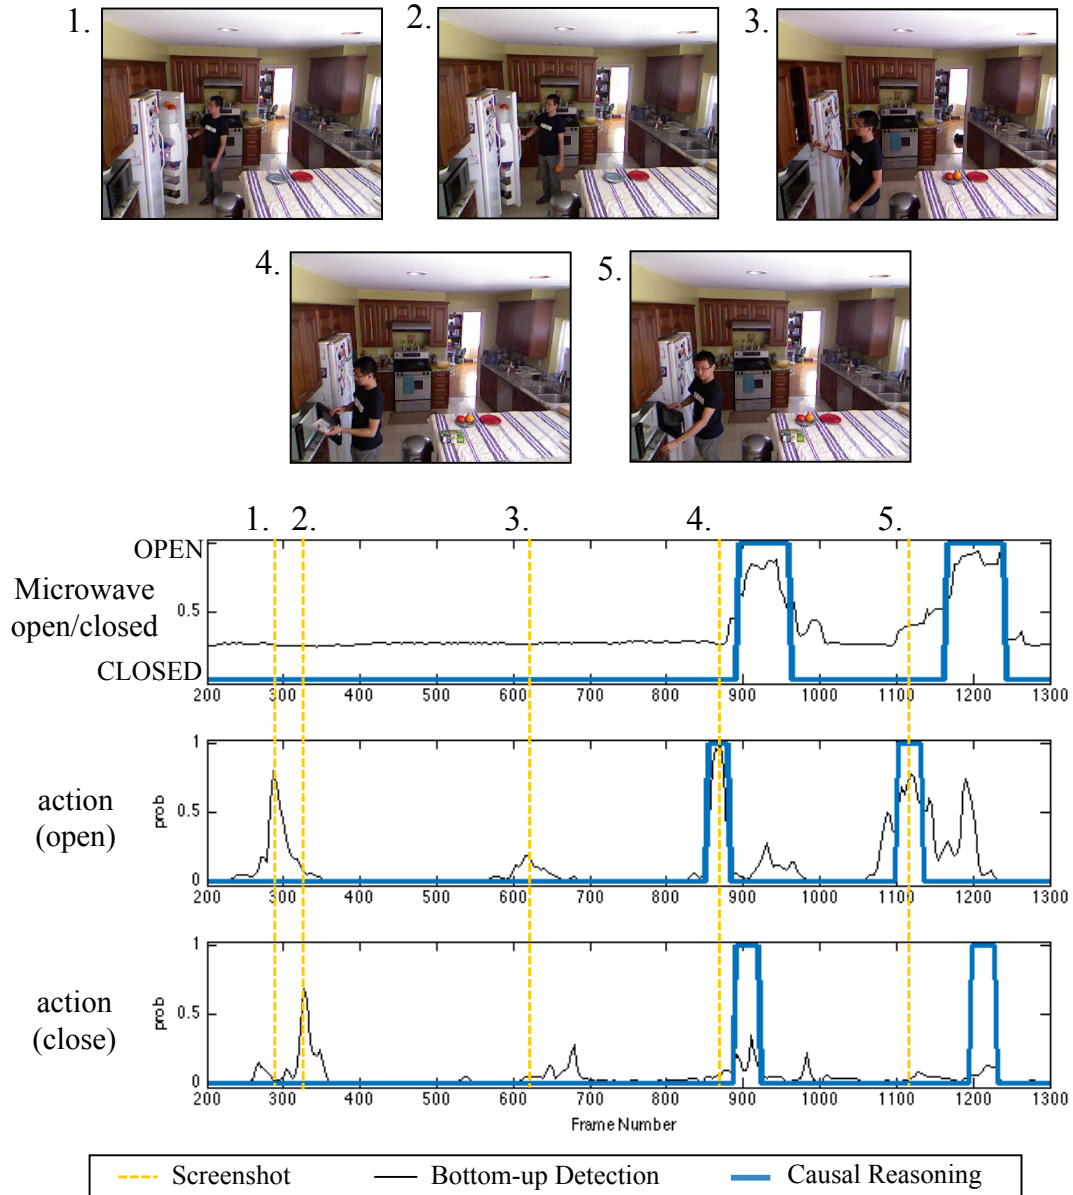 1.
2.
3.
4.
5.
1.
2.
3.
4.
5.
OPEN
Microwave
open/closed
0.5
CLOSED
200 300 400 500 600 700 800 900 1000 1100 1200 1300
action
(open)
prob
1
0.5
0
200 300 400 500 600 700 800 900 1000 1100 1200 1300
action
(close)
prob
1
0.5
0
200 300 400 500 600 700 800 900 1000 1100 1200 1300
Frame Number
Screenshot
Bottom-up Detection
Causal Reasoning